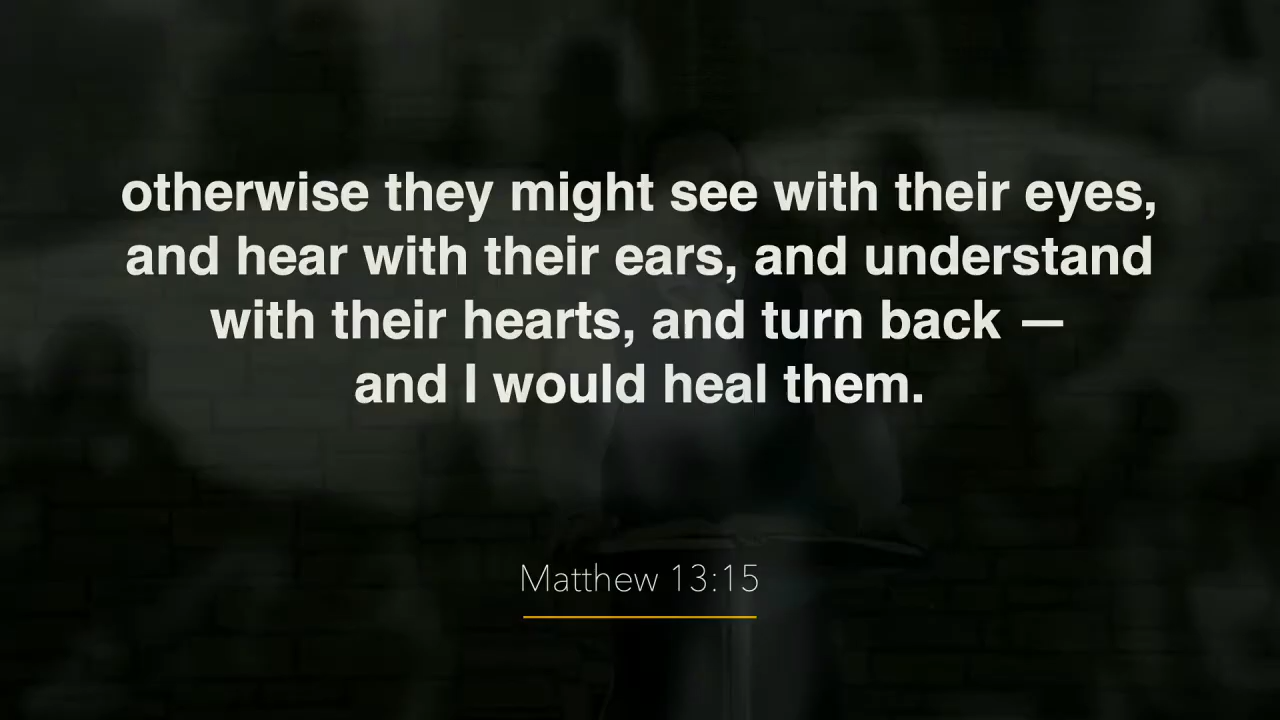 otherwise they might see with their eyes,
and hear with their ears, and understand
with their hearts, and turn back —
and I would heal them.
Matthew 13:15